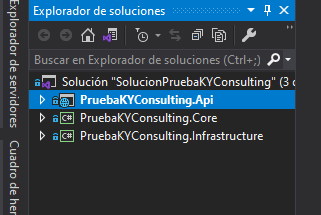 Explorador de soluciones
Buscar en Explorador de soluciones (Ctrl+;)
Solución "SolucionPruebaKYConsulting" (3 
PruebaKYConsulting.Api
C# PruebaKYConsulting.Core
C# PruebaKYConsulting.Infrastructure
Explorador de servidores
Cuadro de her